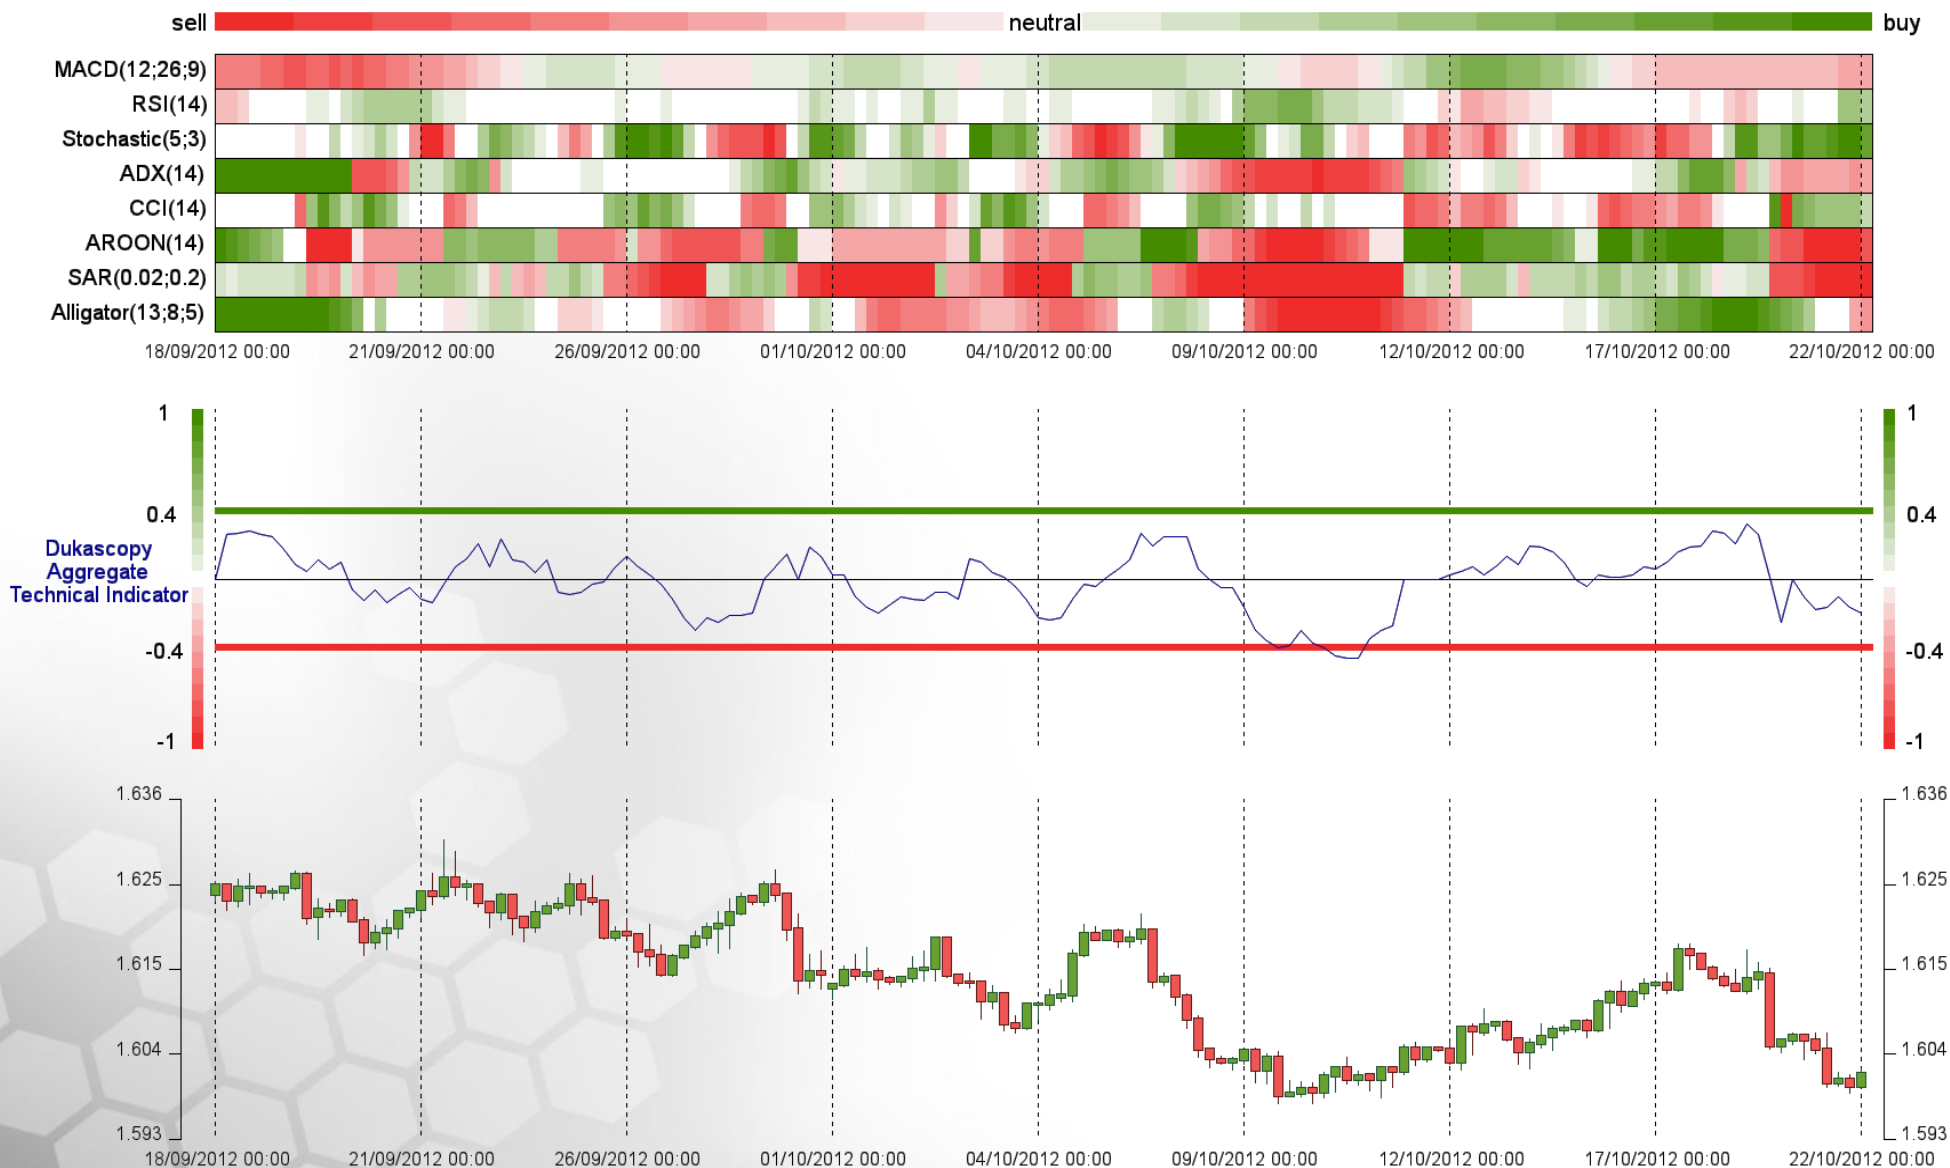 sell neutral buy
MACD(12;26;9)
RSI(14)
Stochastic(5;3)
ADX(14)
CCI(14)
AROON(14)
SAR(0.02;0.2)
Alligator(13;8;5)
18/09/2012 00:00 21/09/2012 00:00 26/09/2012 00:00 01/10/2012 00:00 04/10/2012 00:00 09/10/2012 00:00 12/10/2012 00:00 17/10/2012 00:00 22/10/2012 00:00
1 1
0.4 0.4
Dukascopy
Aggregate
Technical Indicator
-0.4 -0.4
-1 -1
1.636 1.636
1.625 1.625
1.615 1.615
1.604 1.604
1.593 1.593
18/09/2012 00:00 21/09/2012 00:00 26/09/2012 00:00 01/10/2012 00:00 04/10/2012 00:00 09/10/2012 00:00 12/10/2012 00:00 17/10/2012 00:00 22/10/2012 00:00